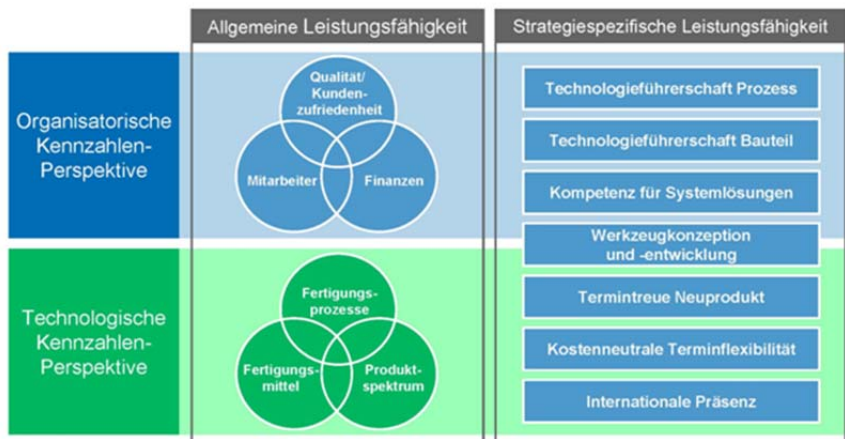 Allgemeine Leistungsfähigkeit
Strategiespezifische Leistungsfähigkeit
Organisatorische
Kennzahlen-
Perspektive
Qualität/
Kunden-
zufriedenheit
Mitarbeiter
Finanzen
Technologische
Kennzahlen-
Perspektive
Fertigungs-
prozesse
Fertigungs-
mittel
Produkt-
spektrum
Technologieführerschaft Prozess
Technologieführerschaft Bauteil
Kompetenz für Systemlösungen
Werkzeugkonzeption
und -entwicklung
Termintreue Neuprodukt
Kostenneutrale Terminflexibilität
Internationale Präsenz